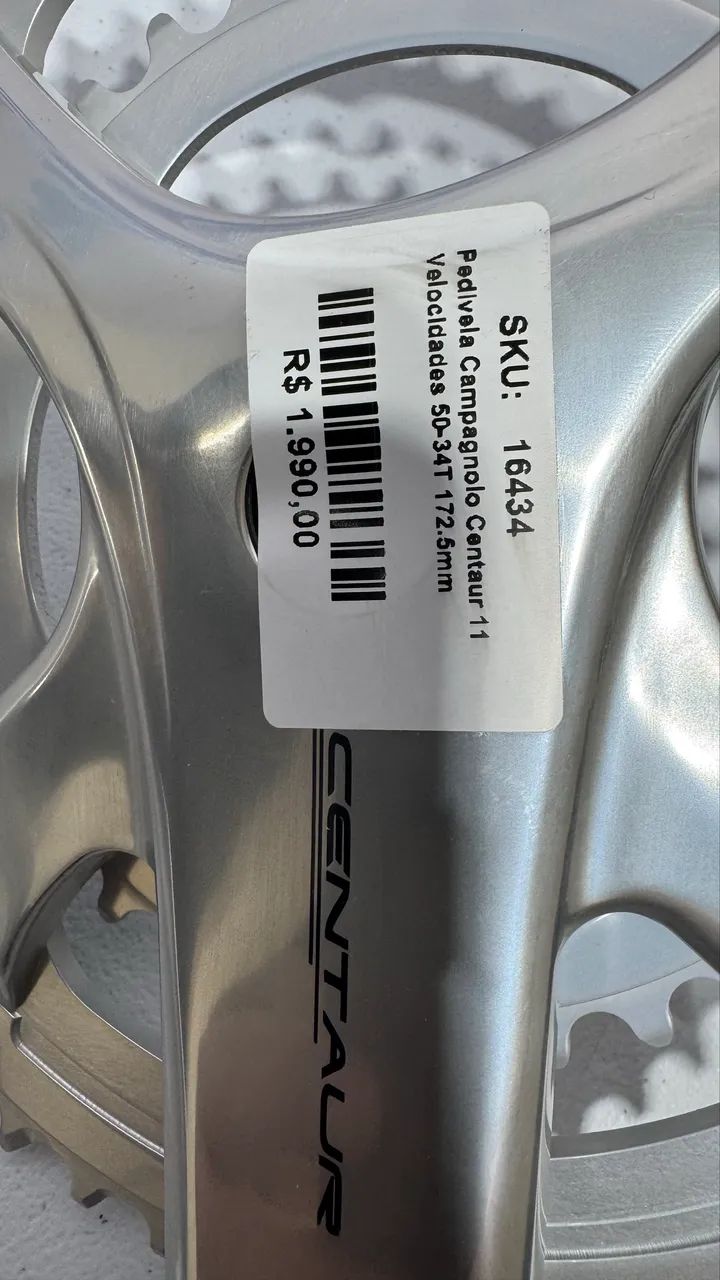 SKU: 16434
Pedivela Campagnolo Centaur 11
Velocidades 50-34T 172.5mm
R$ 1.990,00
CENTAUR